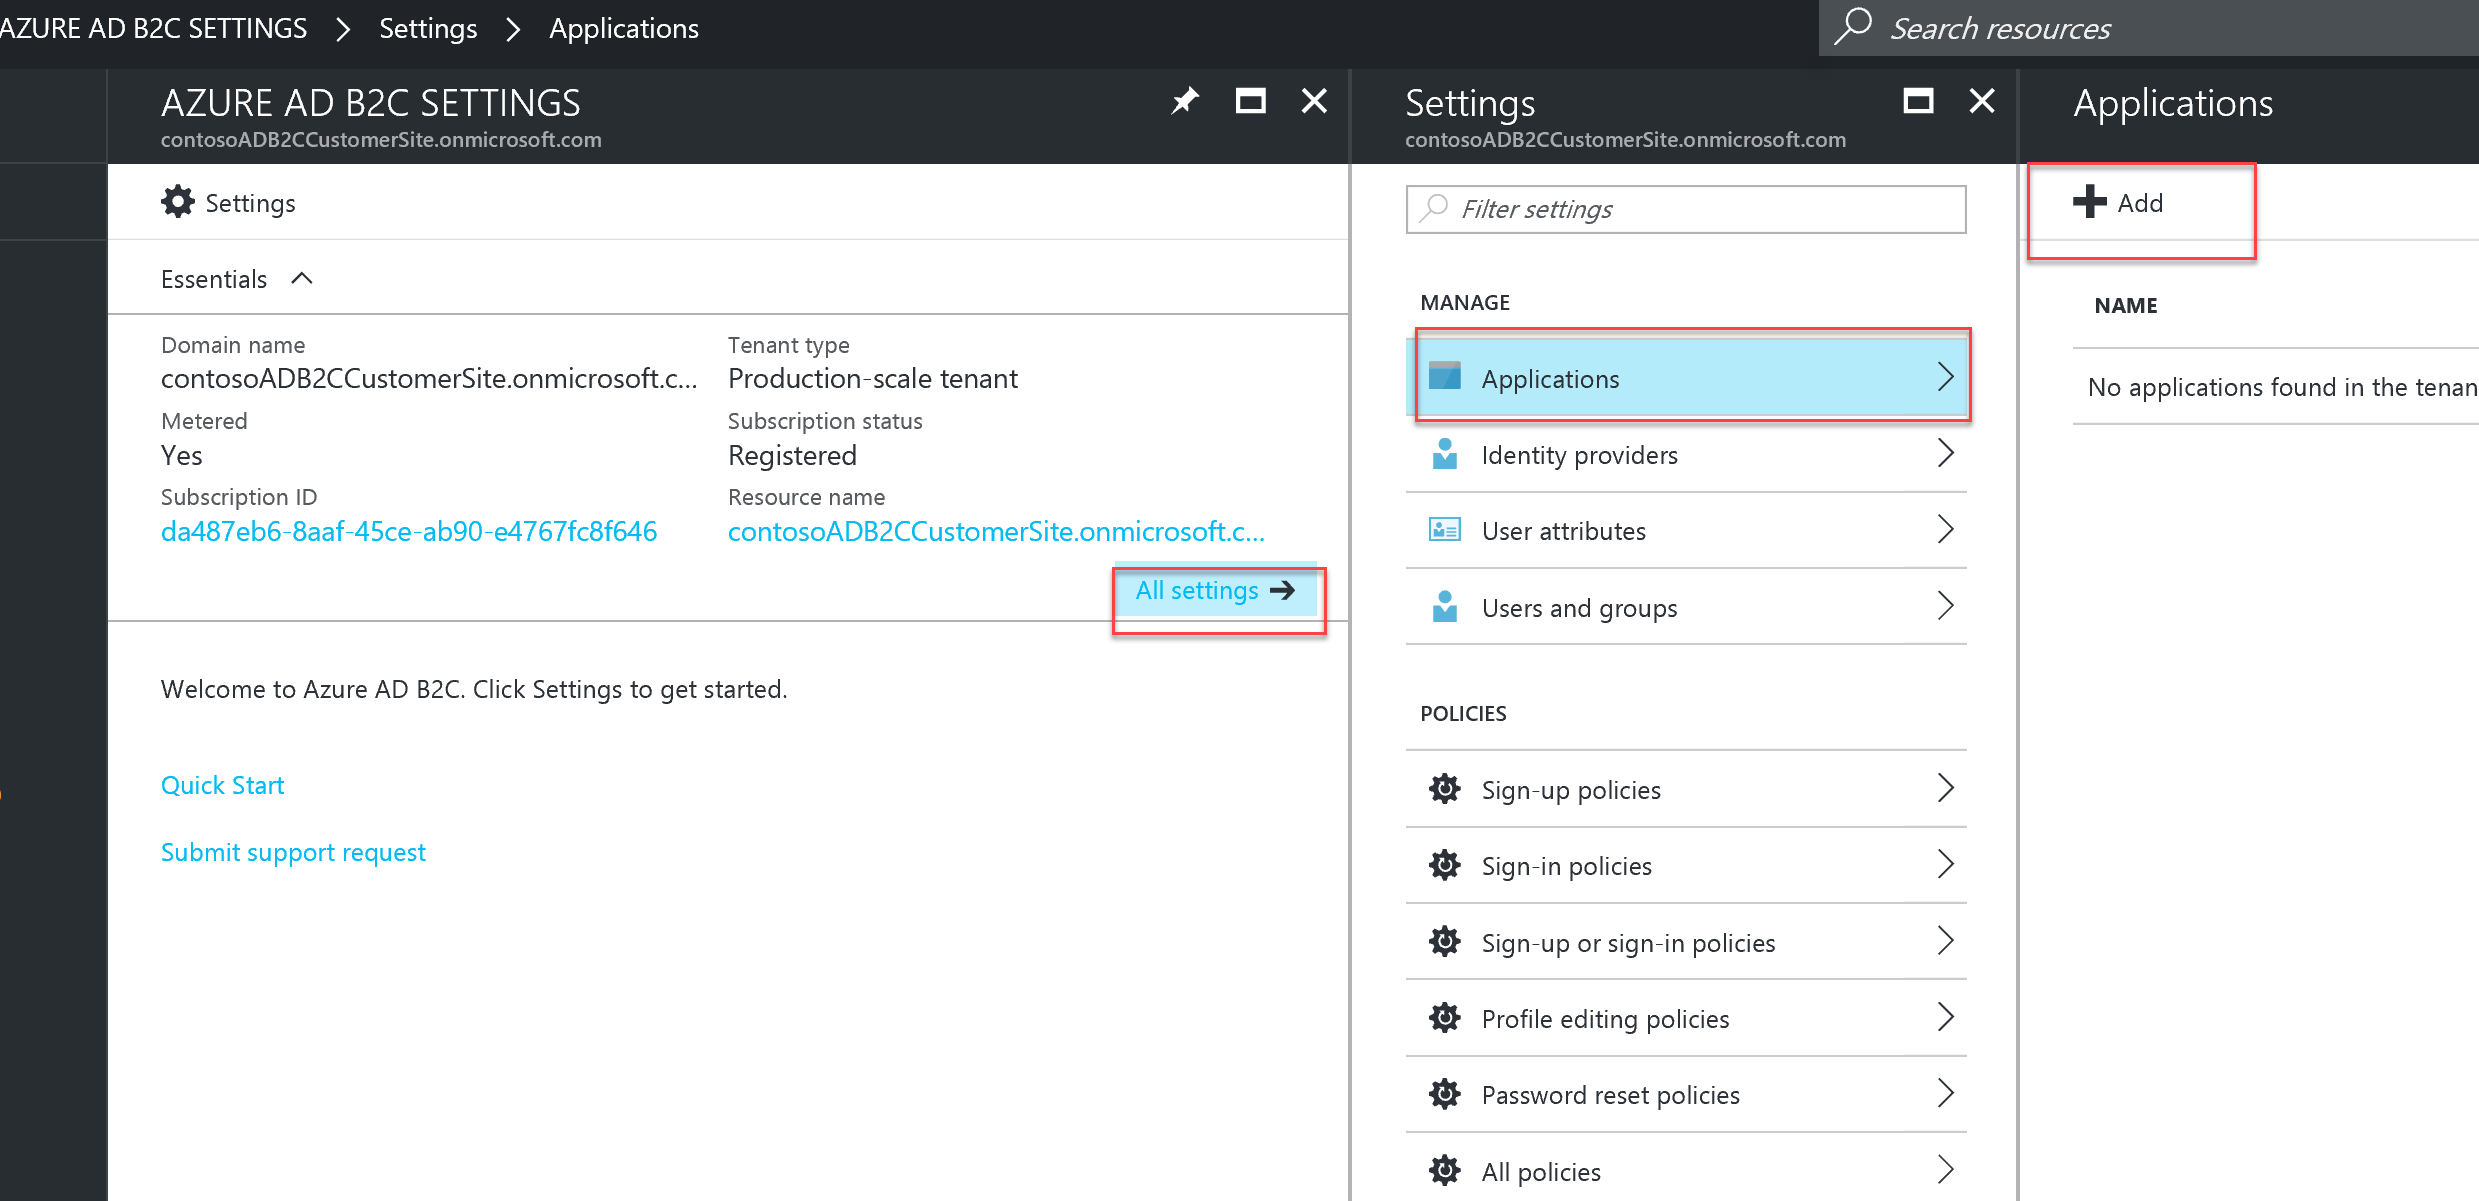 AZURE AD B2C SETTINGS > Settings > Applications
Search resources
AZURE AD B2C SETTINGS
contosoADB2CCustomerSite.onmicrosoft.com
Settings
Essentials
Domain name
contosoADB2CCustomerSite.onmicrosoft.c...
Tenant type
Production-scale tenant
Metered
Yes
Subscription status
Registered
Subscription ID
da487eb6-8aaf-45ce-ab90-e4767fc8f646
Resource name
contosoADB2CCustomerSite.onmicrosoft.c...
All settings
Welcome to Azure AD B2C. Click Settings to get started.
Quick Start
Submit support request
Settings
contosoADB2CCustomerSite.onmicrosoft.com
Filter settings
MANAGE
Applications
Identity providers
User attributes
Users and groups
POLICIES
Sign-up policies
Sign-in policies
Sign-up or sign-in policies
Profile editing policies
Password reset policies
All policies
Applications
Add
NAME
No applications found in the tenan